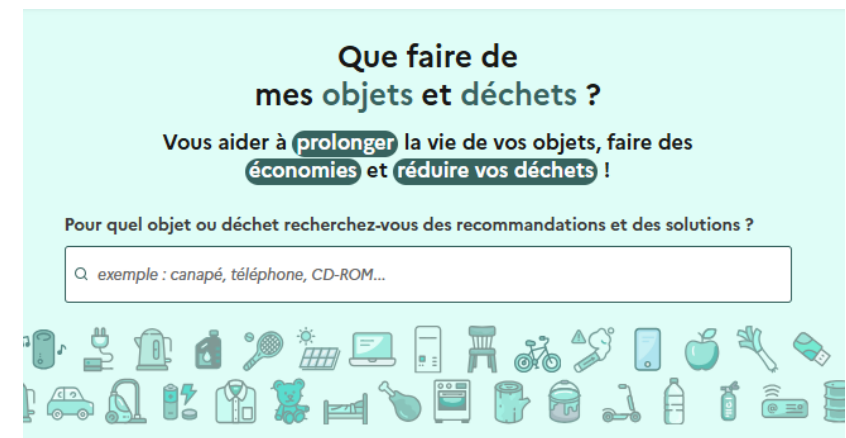 Que faire de
mes objets et déchets ?
Vous aider à prolonger la vie de vos objets, faire des
économies et réduire vos déchets !
Pour quel objet ou déchet recherchez-vous des recommandations et des solutions ?
exemple : canapé, téléphone, CD-ROM...